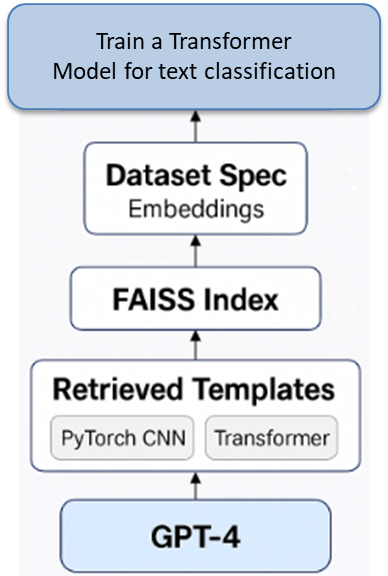 Train a Transformer
Model for text classification
Dataset Spec
Embeddings
FAISS Index
Retrieved Templates
PyTorch CNN
Transformer
GPT-4